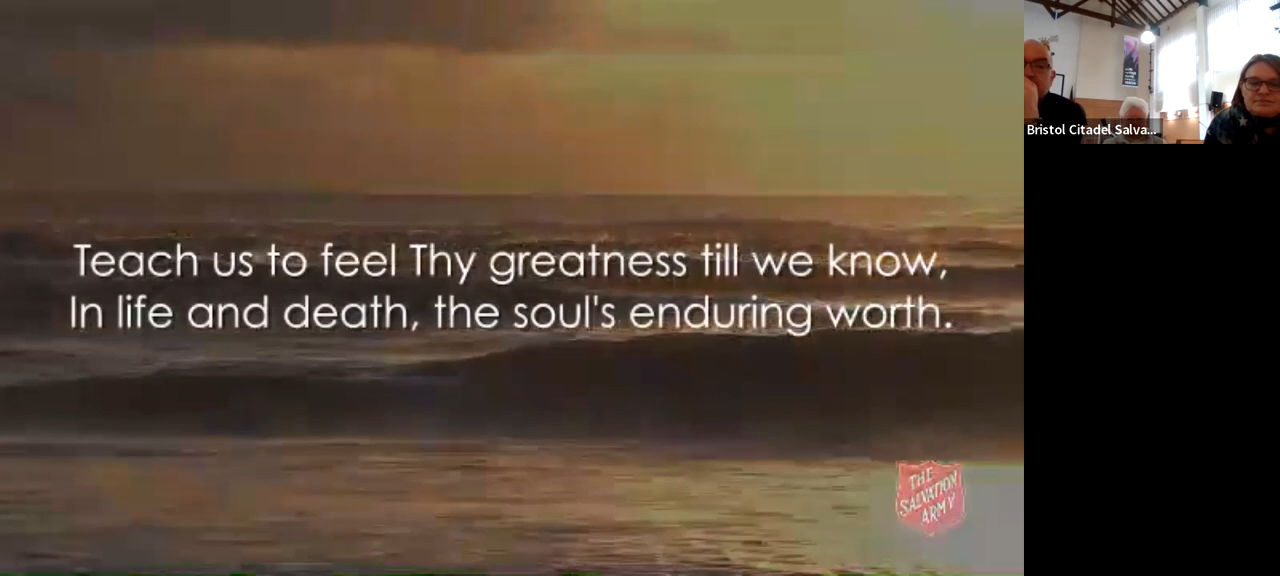 Teach us to feel Thy greatness till we know,
In life and death, the soul's enduring worth.
THE
SALVATION
ARMY
Bristol Citadel Salva...